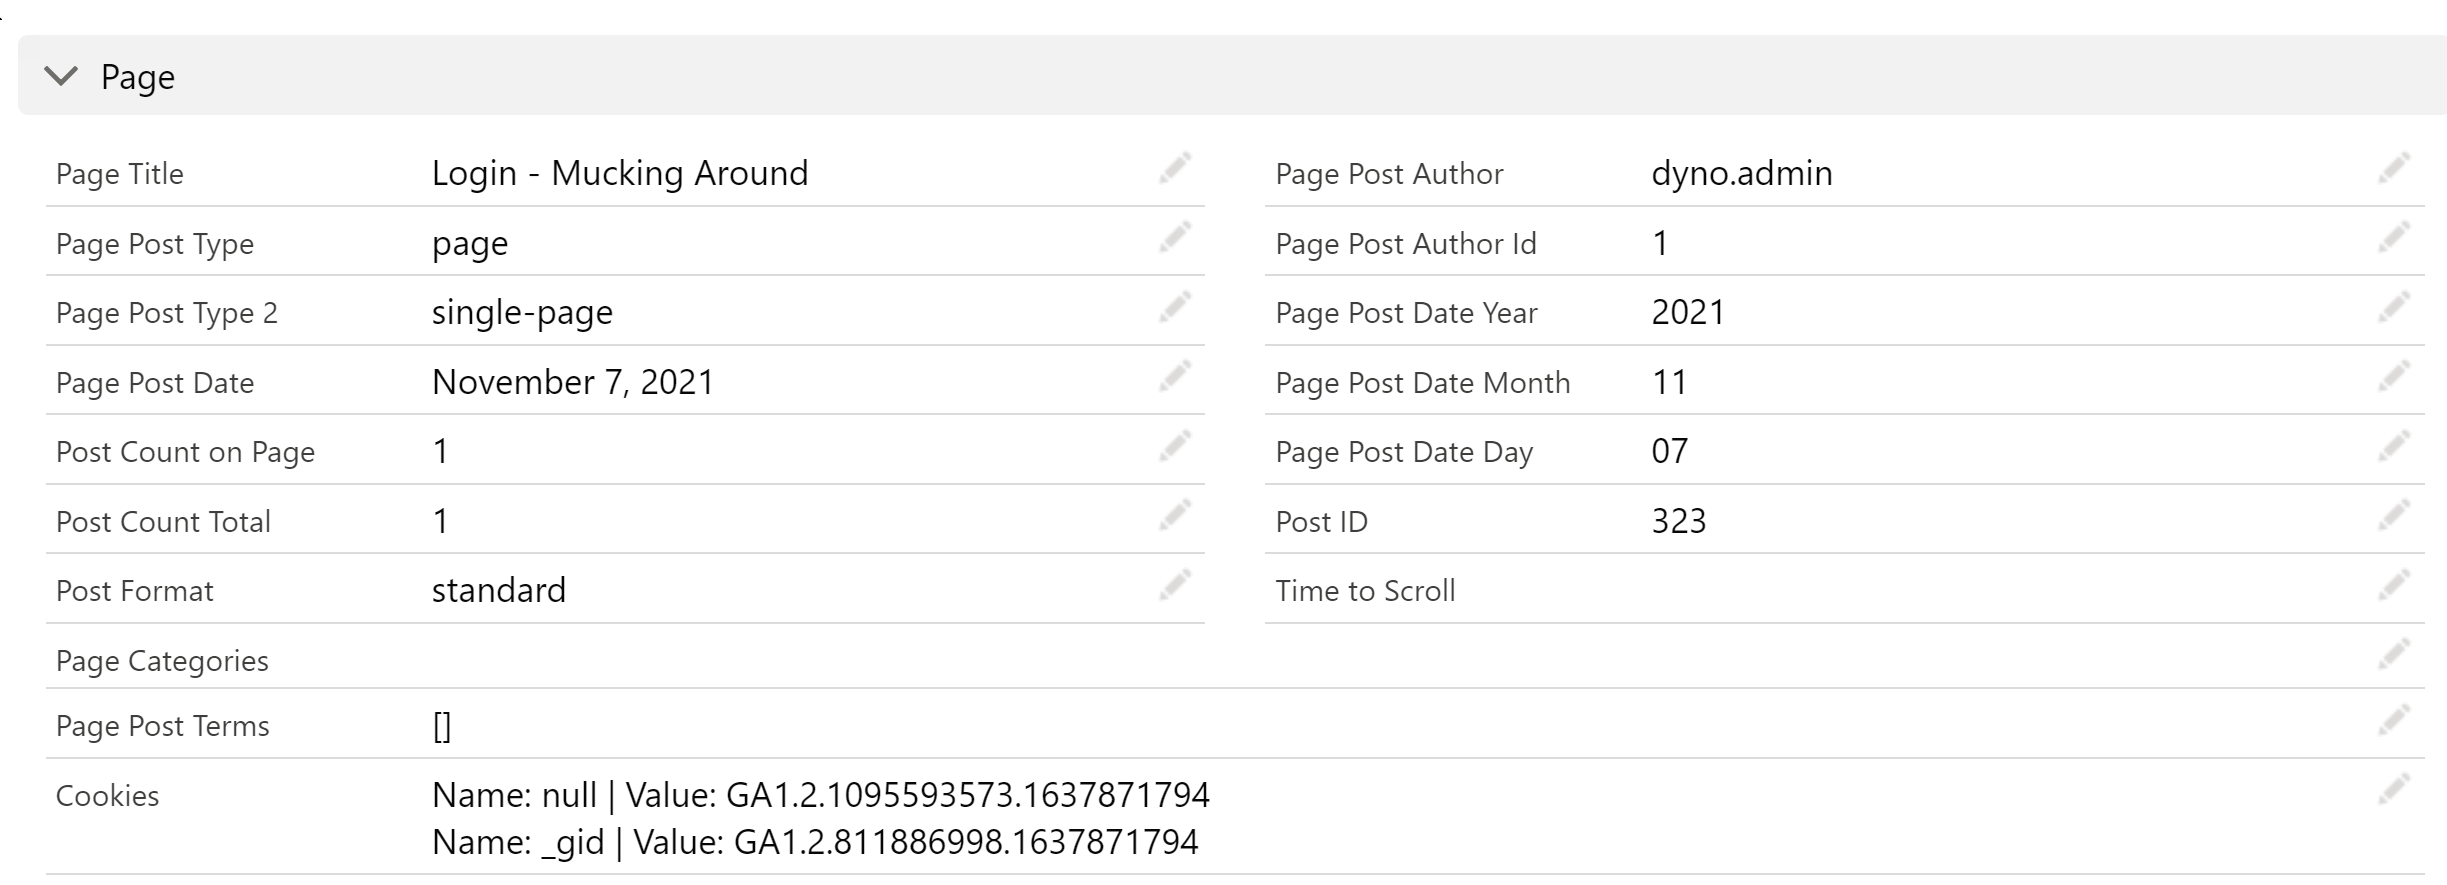 Page
Page Title Login - Mucking Around Page Post Author dyno.admin
Page Post Type page Page Post Author Id 1
Page Post Type 2 single-page Page Post Date Year 2021
Page Post Date November 7, 2021 Page Post Date Month 11
Post Count on Page 1 Page Post Date Day 07
Post Count Total 1 Post ID 323
Post Format standard Time to Scroll
Page Categories
Page Post Terms []
Cookies Name: null | Value: GA1.2.1095593573.1637871794
Name: _gid | Value: GA1.2.811886998.1637871794